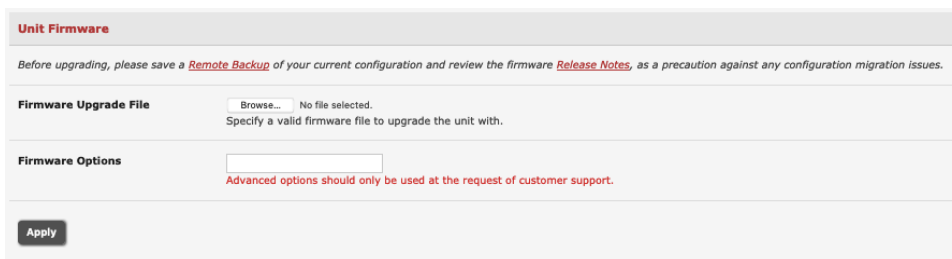 Unit Firmware
Before upgrading, please save a Remote Backup of your current configuration and review the firmware Release Notes, as a precaution against any configuration migration issues.
Firmware Upgrade File
Browse... No file selected.
Specify a valid firmware file to upgrade the unit with.
Firmware Options
Advanced options should only be used at the request of customer support.
Apply